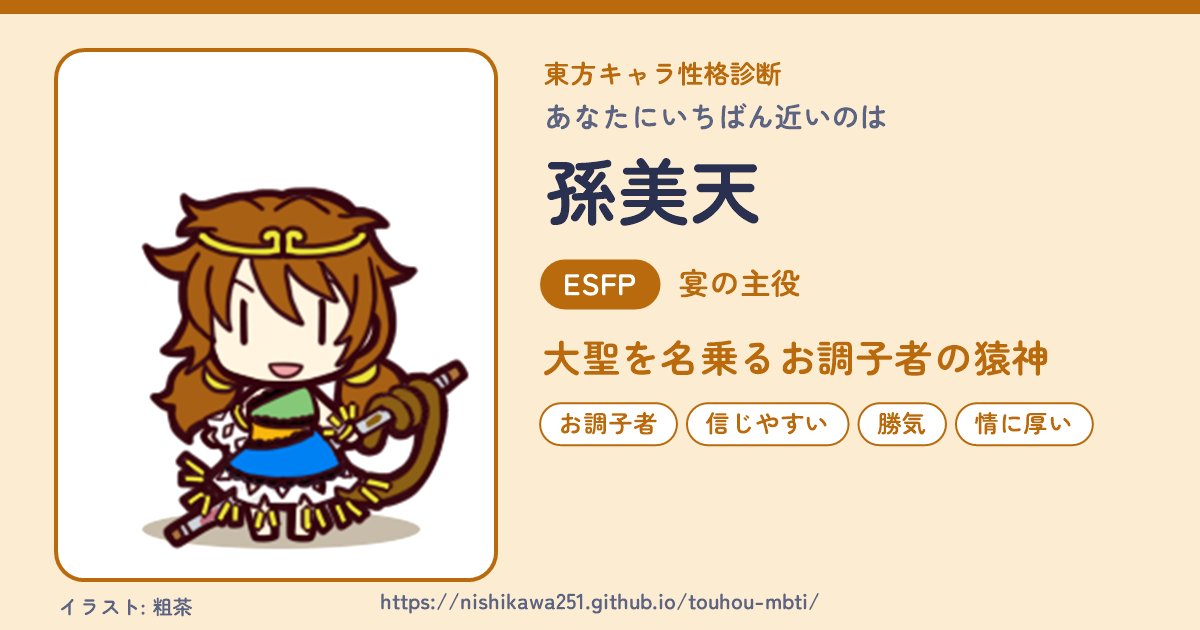 東方キャラ性格診断
あなたにいちばん近いのは
孫美天
ESFP 宴の主役
大聖を名乗るお調子者の猿神
お調子者 信じやすい 勝気 情に厚い
イラスト: 粗茶
https://nishikawa251.github.io/touhou-mbti/